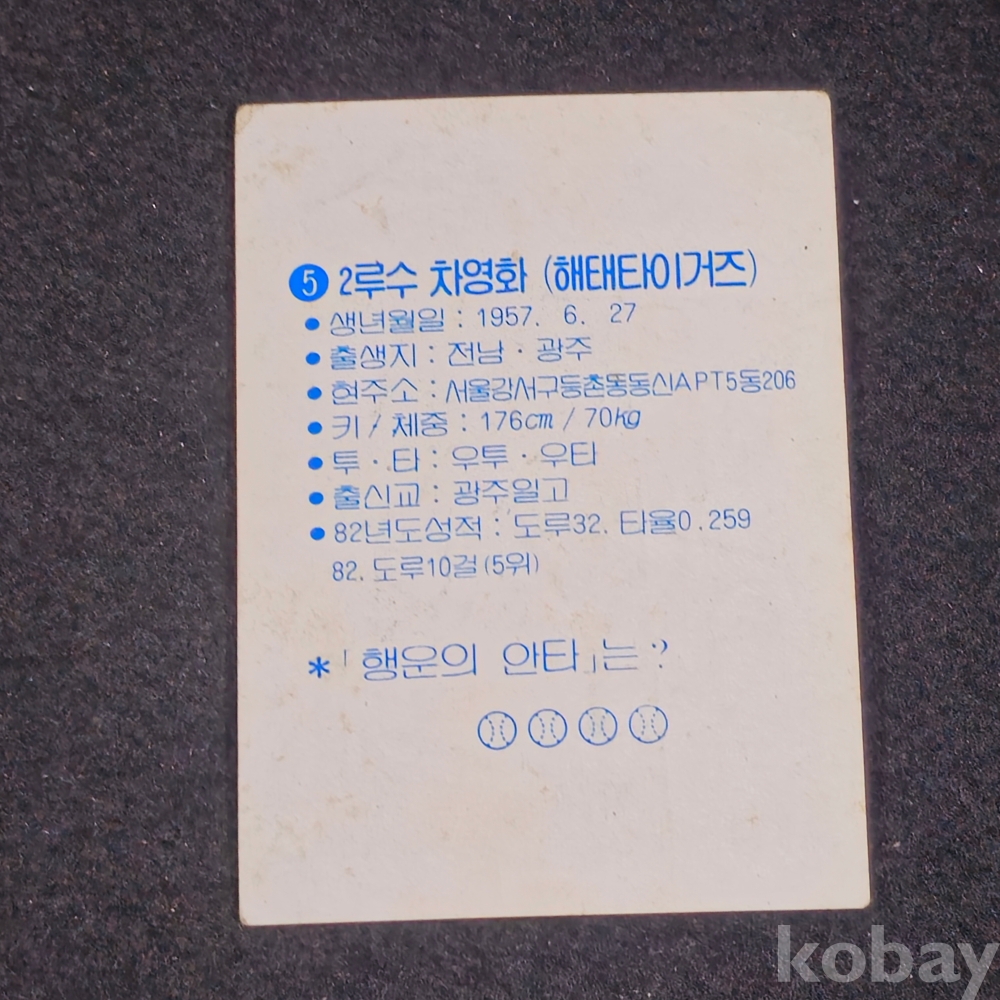 5 2루수 차영화 (해태타이거즈)
● 생년월일 : 1957. 6. 27
● 출생지 : 전남 · 광주
● 현주소 : 서울강서구등촌똥동신APT5동206
● 키 / 체중 : 176cm / 70kg
● 투 · 타 : 우투 · 우타
● 출신교 : 광주일고
● 82년도성적 : 도루32. 타율0.259
82. 도루10걸 (5위)
*「행운의 안타」는?
kobay